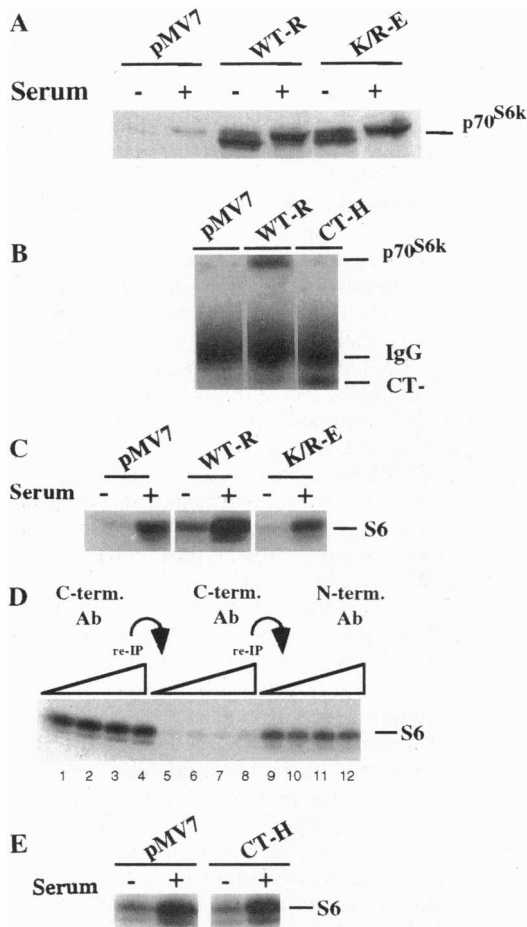 A
pMV7 WT-R K/R-E
Serum - + - + - +
p70S6k
B
pMV7 WT-R CT-H
p70S6k
IgG
CT-
C
pMV7 WT-R K/R-E
Serum - + - + - +
S6
D
C-term. C-term. N-term.
Ab Ab Ab
re-IP re-IP
S6
1 2 3 4 5 6 7 8 9 10 11 12
E
pMV7 CT-H
Serum - + - +
S6